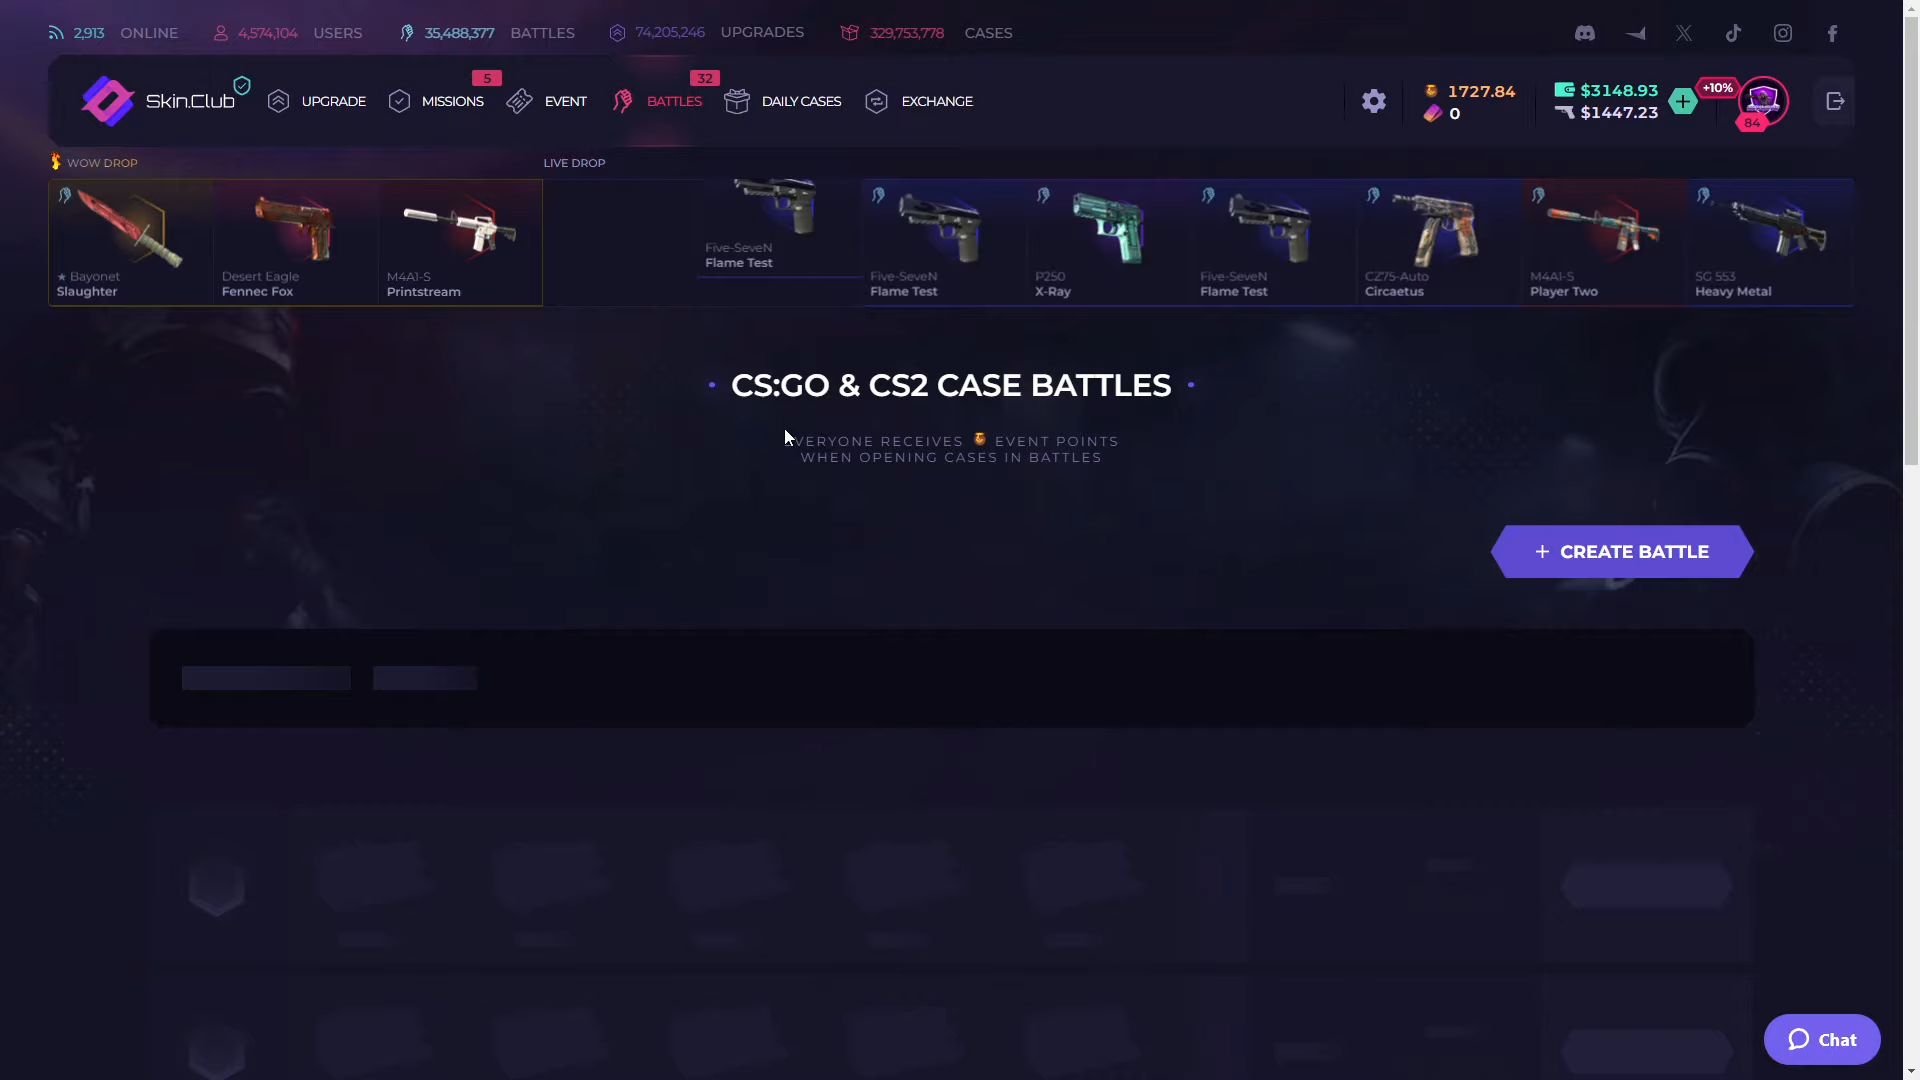 2,913 ONLINE 4,574,104 USERS 35,488,377 BATTLES 74,205,246 UPGRADES 329,753,778 CASES
Skin.Club UPGRADE 5 MISSIONS EVENT 32 BATTLES DAILY CASES EXCHANGE
1727.84
0
$3148.93
$1447.23
+10%
84
WOW DROP
LIVE DROP
★ Bayonet
Slaughter
Desert Eagle
Fennec Fox
M4A1-S
Printstream
Five-SeveN
Flame Test
Five-SeveN
Flame Test
P250
X-Ray
Five-SeveN
Flame Test
CZ75-Auto
Circaetus
M4A1-S
Player Two
SG 553
Heavy Metal
CS:GO & CS2 CASE BATTLES
EVERYONE RECEIVES EVENT POINTS
WHEN OPENING CASES IN BATTLES
+ CREATE BATTLE
Chat